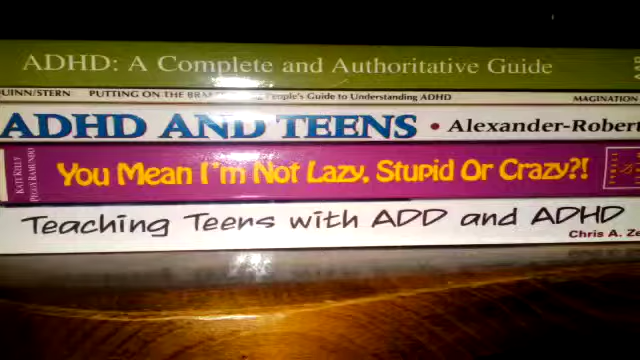 ADHD: A Complete and Authoritative Guide
QUINN/STERN PUTTING ON THE People's Guide to Understanding ADHD MAGINATION
ADHD AND TEENS • Alexander-Robert
KATE KELLY
PEGGY RAMUNDO
You Mean I'm Not Lazy, Stupid Or Crazy?!
Teaching Teens with ADD and ADHD
Chris A. Ze